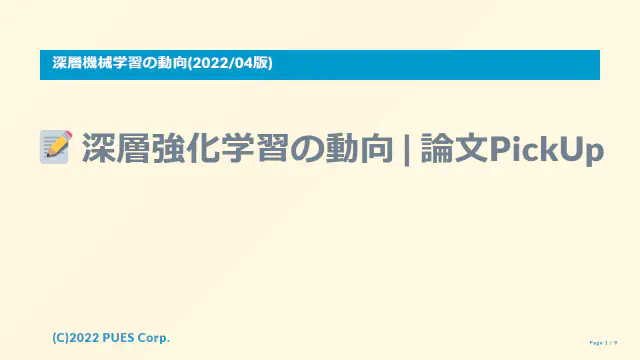 深層機械学習の動向(2022/04版)
📝 深層強化学習の動向 | 論文PickUp
(C)2022 PUES Corp.
Page 1 / 9